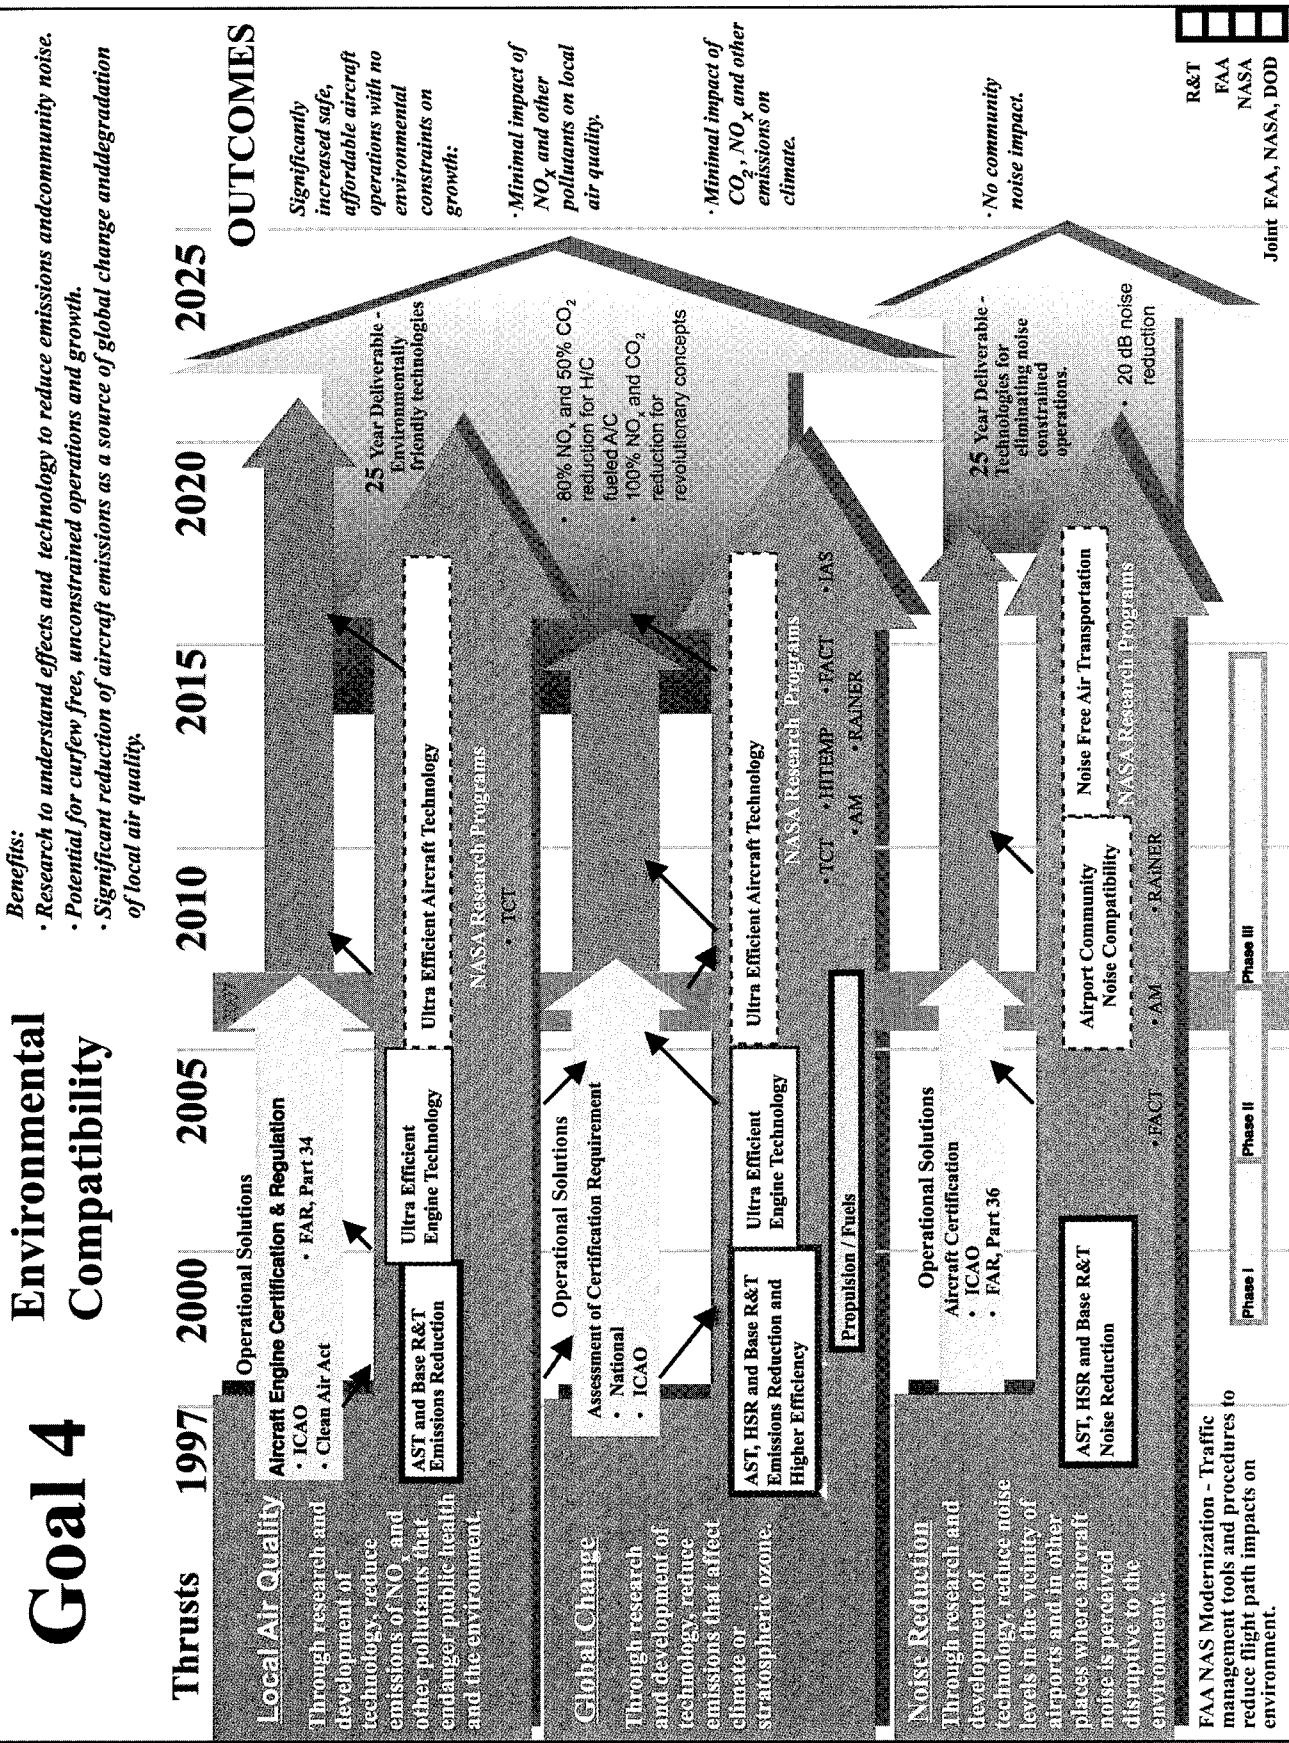 Goal 4
Environmental
Compatibility
Benefits:
· Research to understand effects and technology to reduce emissions andcommunity noise.
· Potential for curfew free, unconstrained operations and growth.
· Significant reduction of aircraft emissions as a source of global change anddegradation
of local air quality.
Thrusts
1997
2000
2005
2010
2015
2020
2025
OUTCOMES
Local Air Quality
Through research and
development of
technology, reduce
emissions of NOx and
other pollutants that
endanger public health
and the environment.
Operational Solutions
Aircraft Engine Certification & Regulation
· ICAO
· Clean Air Act
· FAR, Part 34
AST and Base R&T
Emissions Reduction
Ultra Efficient
Engine Technology
Ultra Efficient Aircraft Technology
NASA Research Programs
· TCT
25 Year Deliverable -
Environmentally
friendly technologies
• 80% NOx and 50% CO2
reduction for H/C
fueled A/C
• 100% NOx and CO2
reduction for
revolutionary concepts
Significantly
increased safe,
affordable aircraft
operations with no
environmental
constraints on
growth:
· Minimal impact of
NOX and other
pollutants on local
air quality.
Global Change
Through research
and development of
technology, reduce
emissions that affect
climate or
stratospheric ozone.
Operational Solutions
Assessment of Certification Requirement
· National
· ICAO
AST, HSR and Base R&T
Emissions Reduction and
Higher Efficiency
Ultra Efficient
Engine Technology
Ultra Efficient Aircraft Technology
Propulsion / Fuels
NASA Research Programs
· TCT
· HITEMP
· FACT
· IAS
· AM
· RAINER
· Minimal impact of
CO2, NOX and other
emissions on
climate.
Noise Reduction
Through research and
development of
technology, reduce noise
levels in the vicinity of
airports and in other
places where aircraft
noise is perceived
disruptive to the
environment.
Operational Solutions
Aircraft Certification
· ICAO
· FAR, Part 36
AST, HSR and Base R&T
Noise Reduction
Airport Community
Noise Compatibility
Noise Free Air Transportation
NASA Research Programs
· FACT
· AM
· RAiNER
25 Year Deliverable -
Technologies for
eliminating noise
constrained
operations.
• 20 dB noise
reduction
· No community
noise impact.
FAA NAS Modernization - Traffic
management tools and procedures to
reduce flight path impacts on
environment.
Phase I
Phase II
Phase III
R&T
FAA
NASA
Joint FAA, NASA, DOD